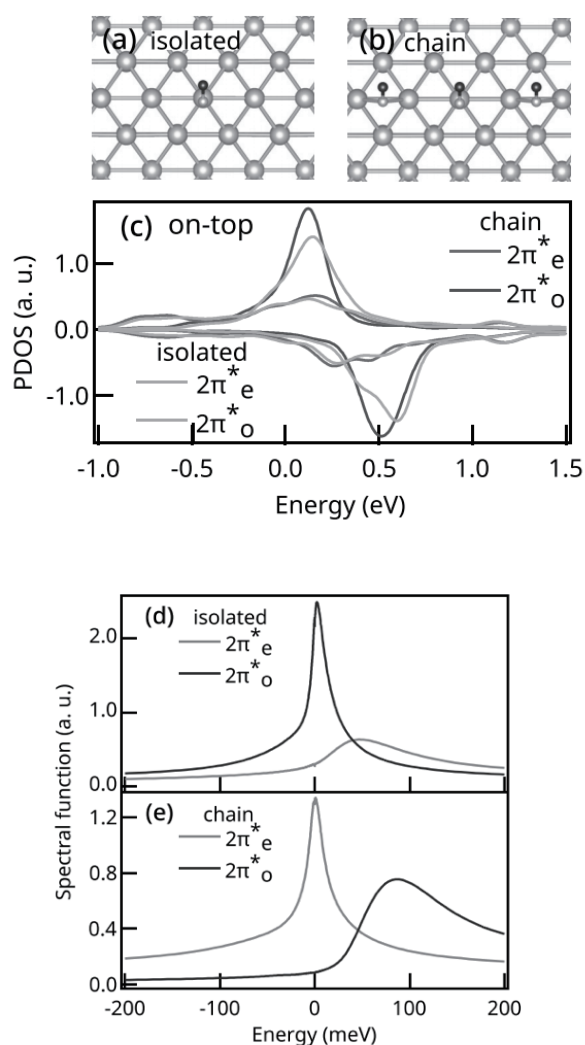 (a) isolated
(b) chain
(c) on-top
chain
2π*e
2π*o
isolated
2π*e
2π*o
PDOS (a. u.)
1.0
0.0
-1.0
-1.0 -0.5 0.0 0.5 1.0 1.5
Energy (eV)
(d) isolated
2π*e
2π*o
2.0
1.0
0.0
Spectral function (a. u.)
(e) chain
2π*e
2π*o
1.2
0.8
0.4
0.0
-200 -100 0 100 200
Energy (meV)